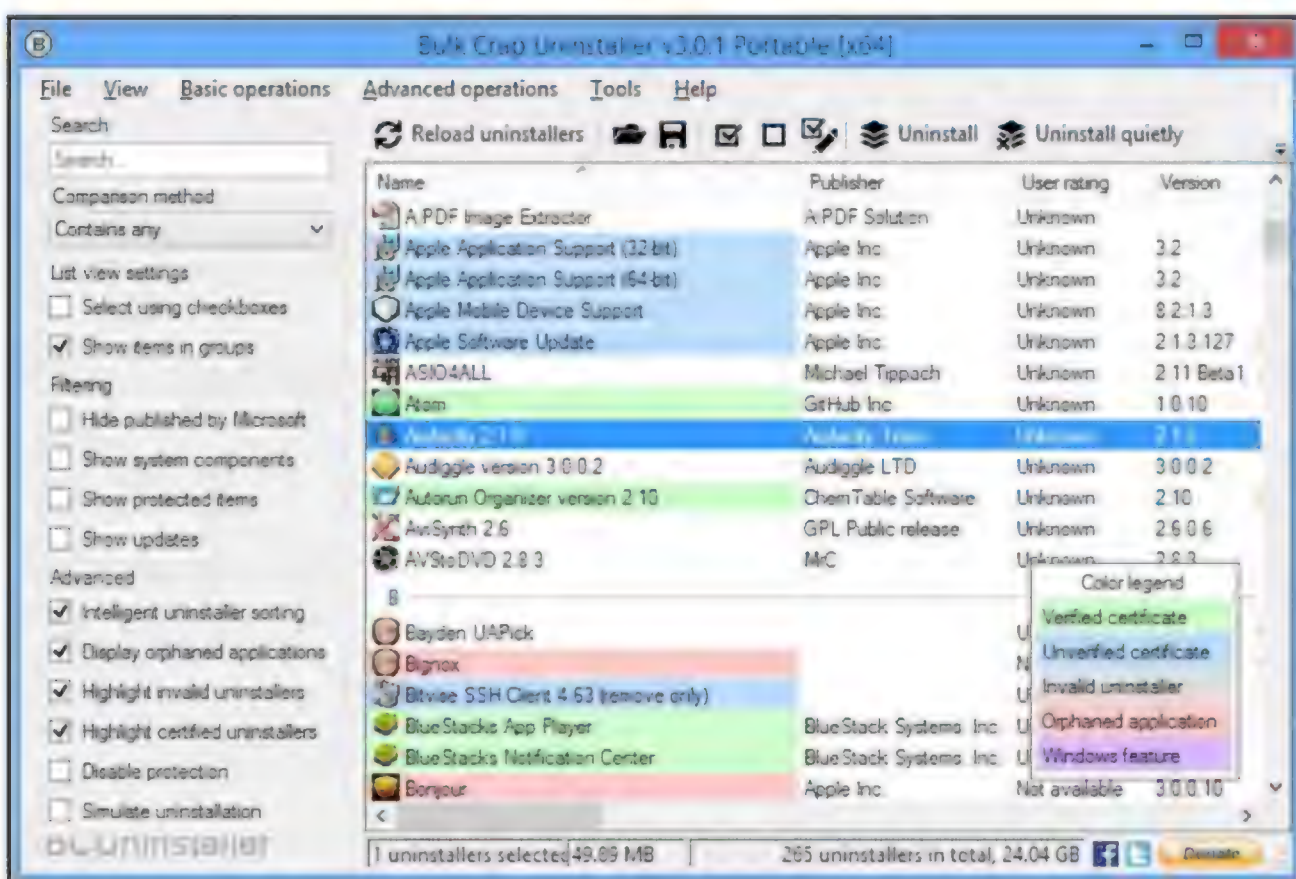 Bulk Crap Uninstaller v3.0.1 Portable [x64]
File View Basic operations Advanced operations Tools Help
Search
Search...
Comparison method
Contains any
List view settings
Select using checkboxes
Show items in groups
Filtering
Hide published by Microsoft
Show system components
Show protected items
Show updates
Advanced
Intelligent uninstaller sorting
Display orphaned applications
Highlight invalid uninstallers
Highlight certified uninstallers
Disable protection
Simulate uninstallation
BCUninstaller
Reload uninstallers Uninstall Uninstall quietly
Name Publisher User rating Version
A-PDF Image Extractor A-PDF Solution Unknown
Apple Application Support (32-bit) Apple Inc. Unknown 3.2
Apple Application Support (64-bit) Apple Inc. Unknown 3.2
Apple Mobile Device Support Apple Inc. Unknown 8.2.1.3
Apple Software Update Apple Inc. Unknown 2.1.3.127
ASIO4ALL Michael Tippach Unknown 2.11 Beta1
Atom GitHub Inc. Unknown 1.0.10
Audacity Audacity Team Unknown
Audiggle version 3.0.0.2 Audiggle LTD Unknown 3.0.0.2
Autorun Organizer version 2.10 ChemTable Software Unknown 2.10
AviSynth 2.6 GPL Public release. Unknown 2.6.0.6
AVStoDVD 2.8.3 MrC Unknown 2.8.3
B
Bayden UAPick
Bignox
Bitvise SSH Client 4.63 (remove only)
BlueStacks App Player BlueStack Systems, Inc.
BlueStacks Notification Center BlueStack Systems, Inc.
Bonjour Apple Inc. Not available 3.0.0.10
Color legend
Verified certificate
Unverified certificate
Invalid uninstaller
Orphaned application
Windows feature
1 uninstallers selected 49.89 MB 265 uninstallers in total, 24.04 GB Donate